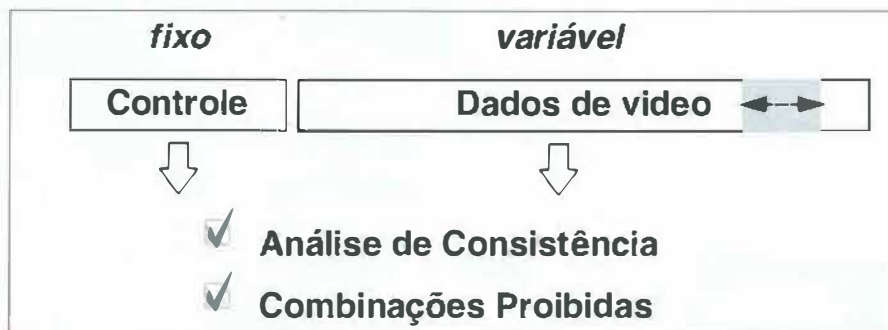 fixo variável
Controle Dados de video
Análise de Consistência
Combinações Proibidas